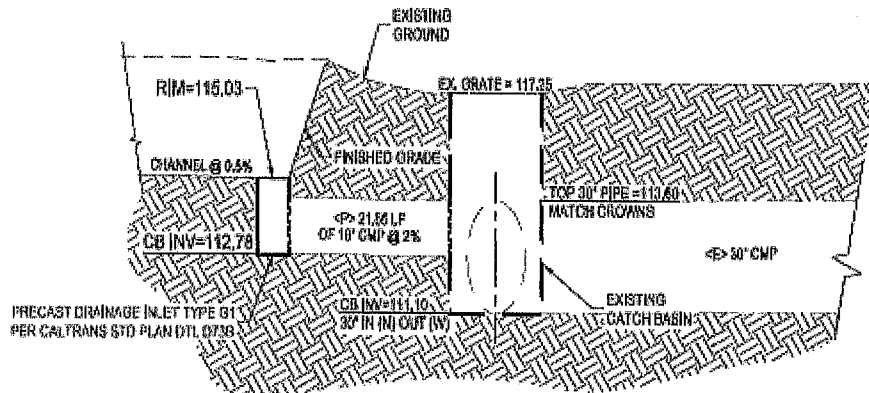 EXISTING
GROUND
RIM=115.03
EX. GRATE = 117.25
CHANNEL @ 0.5%
FINISHED GRADE
TOP 30" PIPE =113.60
MATCH CROWNS
<P> 21.55 LF
OF 10" CMP @ 2%
CB INV=112.78
<E> 30" CMP
CB INV=111.10
30" IN (N) OUT (W)
EXISTING
CATCH BASIN
PRECAST DRAINAGE INLET TYPE G1
PER CALTRANS STD PLAN DTL D73B